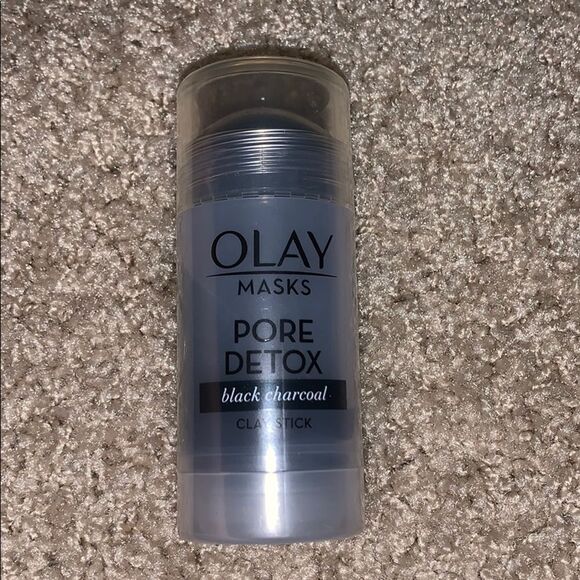 OLAY
MASKS
PORE
DETOX
black charcoal
CLAY STICK